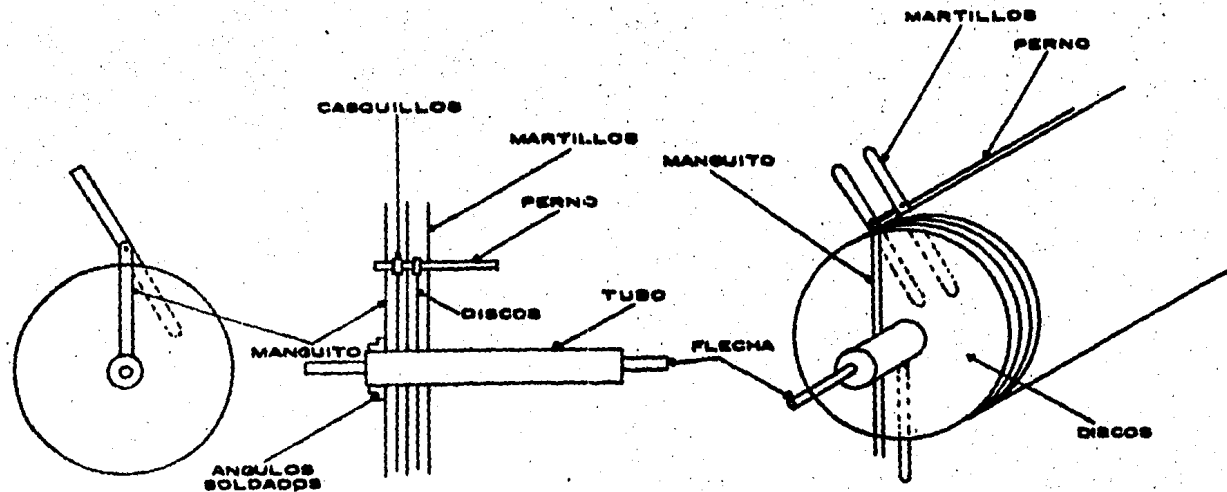 MARTILLOS
PERNO
CASQUILLOS
MARTILLOS
MANGUITO
PERNO
TUBO
DISCOS
MANGUITO
FLECHA
DISCOS
ANGULOS
SOLDADOS